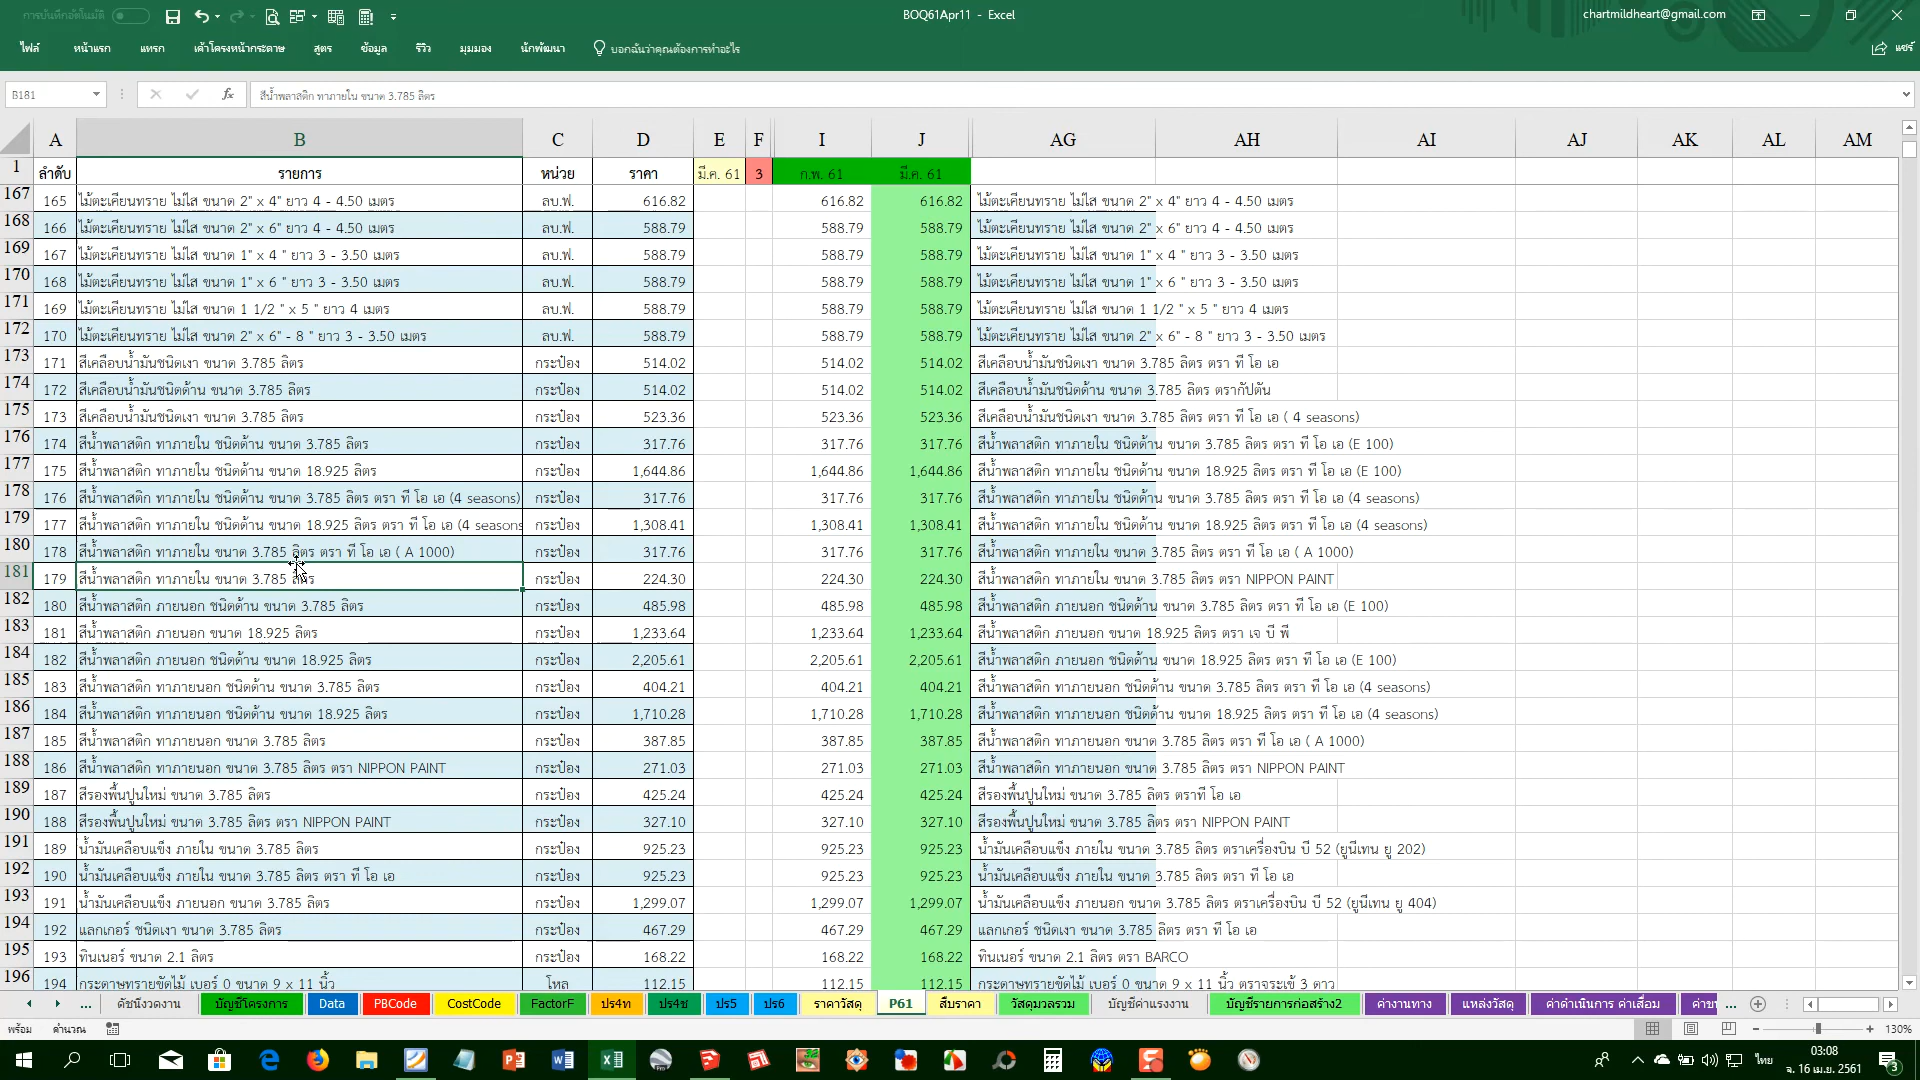 การบันทึกอัตโนมัติ
BOQ61Apr11 - Excel
chartmildheart@gmail.com
ไฟล์ หน้าแรก แทรก เค้าโครงหน้ากระดาษ สูตร ข้อมูล รีวิว มุมมอง นักพัฒนา บอกฉันว่าคุณต้องการทำอะไร แชร์
B181 fx สีน้ำพลาสติก ทาภายใน ขนาด 3.785 ลิตร
A B C D E F I J AG AH AI AJ AK AL AM
1 ลำดับ รายการ หน่วย ราคา มี.ค. 61 3 ก.พ. 61 มี.ค. 61
167 165 ไม้ตะเคียนทราย ไม่ไส ขนาด 2" x 4" ยาว 4 - 4.50 เมตร ลบ.ฟ. 616.82 616.82 616.82 ไม้ตะเคียนทราย ไม่ไส ขนาด 2" x 4" ยาว 4 - 4.50 เมตร
168 166 ไม้ตะเคียนทราย ไม่ไส ขนาด 2" x 6" ยาว 4 - 4.50 เมตร ลบ.ฟ. 588.79 588.79 588.79 ไม้ตะเคียนทราย ไม่ไส ขนาด 2" x 6" ยาว 4 - 4.50 เมตร
169 167 ไม้ตะเคียนทราย ไม่ไส ขนาด 1" x 4 " ยาว 3 - 3.50 เมตร ลบ.ฟ. 588.79 588.79 588.79 ไม้ตะเคียนทราย ไม่ไส ขนาด 1" x 4 " ยาว 3 - 3.50 เมตร
170 168 ไม้ตะเคียนทราย ไม่ไส ขนาด 1" x 6 " ยาว 3 - 3.50 เมตร ลบ.ฟ. 588.79 588.79 588.79 ไม้ตะเคียนทราย ไม่ไส ขนาด 1" x 6 " ยาว 3 - 3.50 เมตร
171 169 ไม้ตะเคียนทราย ไม่ไส ขนาด 1 1/2 " x 5 " ยาว 4 เมตร ลบ.ฟ. 588.79 588.79 588.79 ไม้ตะเคียนทราย ไม่ไส ขนาด 1 1/2 " x 5 " ยาว 4 เมตร
172 170 ไม้ตะเคียนทราย ไม่ไส ขนาด 2" x 6" - 8 " ยาว 3 - 3.50 เมตร ลบ.ฟ. 588.79 588.79 588.79 ไม้ตะเคียนทราย ไม่ไส ขนาด 2" x 6" - 8 " ยาว 3 - 3.50 เมตร
173 171 สีเคลือบน้ำมันชนิดเงา ขนาด 3.785 ลิตร กระป๋อง 514.02 514.02 514.02 สีเคลือบน้ำมันชนิดเงา ขนาด 3.785 ลิตร ตรา ที โอ เอ
174 172 สีเคลือบน้ำมันชนิดด้าน ขนาด 3.785 ลิตร กระป๋อง 514.02 514.02 514.02 สีเคลือบน้ำมันชนิดด้าน ขนาด 3.785 ลิตร ตรากัปตัน
175 173 สีเคลือบน้ำมันชนิดเงา ขนาด 3.785 ลิตร กระป๋อง 523.36 523.36 523.36 สีเคลือบน้ำมันชนิดเงา ขนาด 3.785 ลิตร ตรา ที โอ เอ ( 4 seasons)
176 174 สีน้ำพลาสติก ทาภายใน ชนิดด้าน ขนาด 3.785 ลิตร กระป๋อง 317.76 317.76 317.76 สีน้ำพลาสติก ทาภายใน ชนิดด้าน ขนาด 3.785 ลิตร ตรา ที โอ เอ (E 100)
177 175 สีน้ำพลาสติก ทาภายใน ชนิดด้าน ขนาด 18.925 ลิตร กระป๋อง 1,644.86 1,644.86 1,644.86 สีน้ำพลาสติก ทาภายใน ชนิดด้าน ขนาด 18.925 ลิตร ตรา ที โอ เอ (E 100)
178 176 สีน้ำพลาสติก ทาภายใน ชนิดด้าน ขนาด 3.785 ลิตร ตรา ที โอ เอ (4 seasons) กระป๋อง 317.76 317.76 317.76 สีน้ำพลาสติก ทาภายใน ชนิดด้าน ขนาด 3.785 ลิตร ตรา ที โอ เอ (4 seasons)
179 177 สีน้ำพลาสติก ทาภายใน ชนิดด้าน ขนาด 18.925 ลิตร ตรา ที โอ เอ (4 seasons กระป๋อง 1,308.41 1,308.41 1,308.41 สีน้ำพลาสติก ทาภายใน ชนิดด้าน ขนาด 18.925 ลิตร ตรา ที โอ เอ (4 seasons)
180 178 สีน้ำพลาสติก ทาภายใน ขนาด 3.785 ลิตร ตรา ที โอ เอ ( A 1000) กระป๋อง 317.76 317.76 317.76 สีน้ำพลาสติก ทาภายใน ขนาด 3.785 ลิตร ตรา ที โอ เอ ( A 1000)
181 179 สีน้ำพลาสติก ทาภายใน ขนาด 3.785 ลิตร กระป๋อง 224.30 224.30 224.30 สีน้ำพลาสติก ทาภายใน ขนาด 3.785 ลิตร ตรา NIPPON PAINT
182 180 สีน้ำพลาสติก ภายนอก ชนิดด้าน ขนาด 3.785 ลิตร กระป๋อง 485.98 485.98 485.98 สีน้ำพลาสติก ภายนอก ชนิดด้าน ขนาด 3.785 ลิตร ตรา ที โอ เอ (E 100)
183 181 สีน้ำพลาสติก ภายนอก ขนาด 18.925 ลิตร กระป๋อง 1,233.64 1,233.64 1,233.64 สีน้ำพลาสติก ภายนอก ขนาด 18.925 ลิตร ตรา เจ บี พี
184 182 สีน้ำพลาสติก ภายนอก ชนิดด้าน ขนาด 18.925 ลิตร กระป๋อง 2,205.61 2,205.61 2,205.61 สีน้ำพลาสติก ภายนอก ชนิดด้าน ขนาด 18.925 ลิตร ตรา ที โอ เอ (E 100)
185 183 สีน้ำพลาสติก ทาภายนอก ชนิดด้าน ขนาด 3.785 ลิตร กระป๋อง 404.21 404.21 404.21 สีน้ำพลาสติก ทาภายนอก ชนิดด้าน ขนาด 3.785 ลิตร ตรา ที โอ เอ (4 seasons)
186 184 สีน้ำพลาสติก ทาภายนอก ชนิดด้าน ขนาด 18.925 ลิตร กระป๋อง 1,710.28 1,710.28 1,710.28 สีน้ำพลาสติก ทาภายนอก ชนิดด้าน ขนาด 18.925 ลิตร ตรา ที โอ เอ (4 seasons)
187 185 สีน้ำพลาสติก ทาภายนอก ขนาด 3.785 ลิตร กระป๋อง 387.85 387.85 387.85 สีน้ำพลาสติก ทาภายนอก ขนาด 3.785 ลิตร ตรา ที โอ เอ ( A 1000)
188 186 สีน้ำพลาสติก ทาภายนอก ขนาด 3.785 ลิตร ตรา NIPPON PAINT กระป๋อง 271.03 271.03 271.03 สีน้ำพลาสติก ทาภายนอก ขนาด 3.785 ลิตร ตรา NIPPON PAINT
189 187 สีรองพื้นปูนใหม่ ขนาด 3.785 ลิตร กระป๋อง 425.24 425.24 425.24 สีรองพื้นปูนใหม่ ขนาด 3.785 ลิตร ตราที โอ เอ
190 188 สีรองพื้นปูนใหม่ ขนาด 3.785 ลิตร ตรา NIPPON PAINT กระป๋อง 327.10 327.10 327.10 สีรองพื้นปูนใหม่ ขนาด 3.785 ลิตร ตรา NIPPON PAINT
191 189 น้ำมันเคลือบแข็ง ภายใน ขนาด 3.785 ลิตร กระป๋อง 925.23 925.23 925.23 น้ำมันเคลือบแข็ง ภายใน ขนาด 3.785 ลิตร ตราเครื่องบิน บี 52 (ยูนีเทน ยู 202)
192 190 น้ำมันเคลือบแข็ง ภายใน ขนาด 3.785 ลิตร ตรา ที โอ เอ กระป๋อง 925.23 925.23 925.23 น้ำมันเคลือบแข็ง ภายใน ขนาด 3.785 ลิตร ตรา ที โอ เอ
193 191 น้ำมันเคลือบแข็ง ภายนอก ขนาด 3.785 ลิตร กระป๋อง 1,299.07 1,299.07 1,299.07 น้ำมันเคลือบแข็ง ภายนอก ขนาด 3.785 ลิตร ตราเครื่องบิน บี 52 (ยูนีเทน ยู 404)
194 192 แลกเกอร์ ชนิดเงา ขนาด 3.785 ลิตร กระป๋อง 467.29 467.29 467.29 แลกเกอร์ ชนิดเงา ขนาด 3.785 ลิตร ตรา ที โอ เอ
195 193 ทินเนอร์ ขนาด 2.1 ลิตร กระป๋อง 168.22 168.22 168.22 ทินเนอร์ ขนาด 2.1 ลิตร ตรา BARCO
196 194 กระดาษทรายขัดไม้ เบอร์ 0 ขนาด 9 x 11 นิ้ว โหล 112.15 112.15 112.15 กระดาษทรายขัดไม้ เบอร์ 0 ขนาด 9 x 11 นิ้ว ตราจระเข้ 3 ดาว
... ดัชนีงวดงาน บัญชีโครงการ Data PBCode CostCode FactorF ปร4ท ปร4ช ปร5 ปร6 ราคาวัสดุ P61 สืบราคา วัสดุมวลรวม บัญชีค่าแรงงาน บัญชีรายการก่อสร้าง2 ค่างานทาง แหล่งวัสดุ ค่าดำเนินการ ค่าเสื่อม ค่าข ...
พร้อม คำนวณ 130%
ไทย 03:08
จ. 16 เม.ย. 2561
3